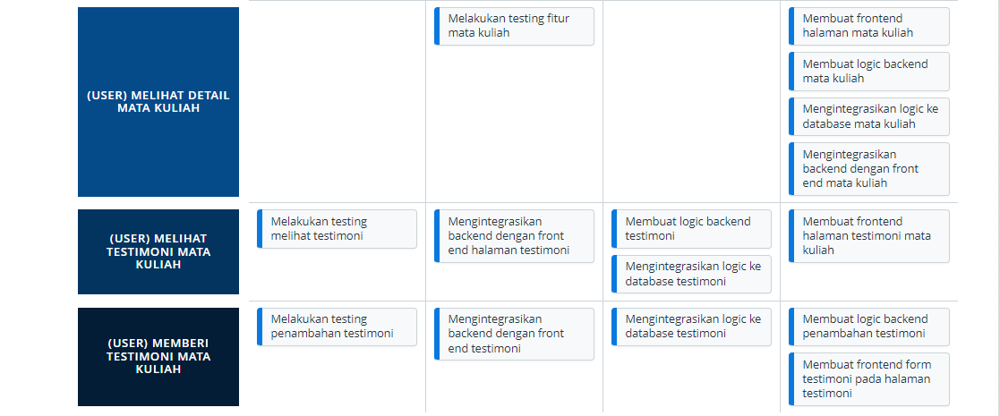 (USER) MELIHAT DETAIL
MATA KULIAH
Melakukan testing fitur
mata kuliah
Membuat frontend
halaman mata kuliah
Membuat logic backend
mata kuliah
Mengintegrasikan logic ke
database mata kuliah
Mengintegrasikan
backend dengan front
end mata kuliah
(USER) MELIHAT
TESTIMONI MATA
KULIAH
Melakukan testing
melihat testimoni
Mengintegrasikan
backend dengan front
end halaman testimoni
Membuat logic backend
testimoni
Mengintegrasikan logic ke
database testimoni
Membuat frontend
halaman testimoni mata
kuliah
(USER) MEMBERI
TESTIMONI MATA
KULIAH
Melakukan testing
penambahan testimoni
Mengintegrasikan
backend dengan front
end testimoni
Mengintegrasikan logic ke
database testimoni
Membuat logic backend
penambahan testimoni
Membuat frontend form
testimoni pada halaman
testimoni